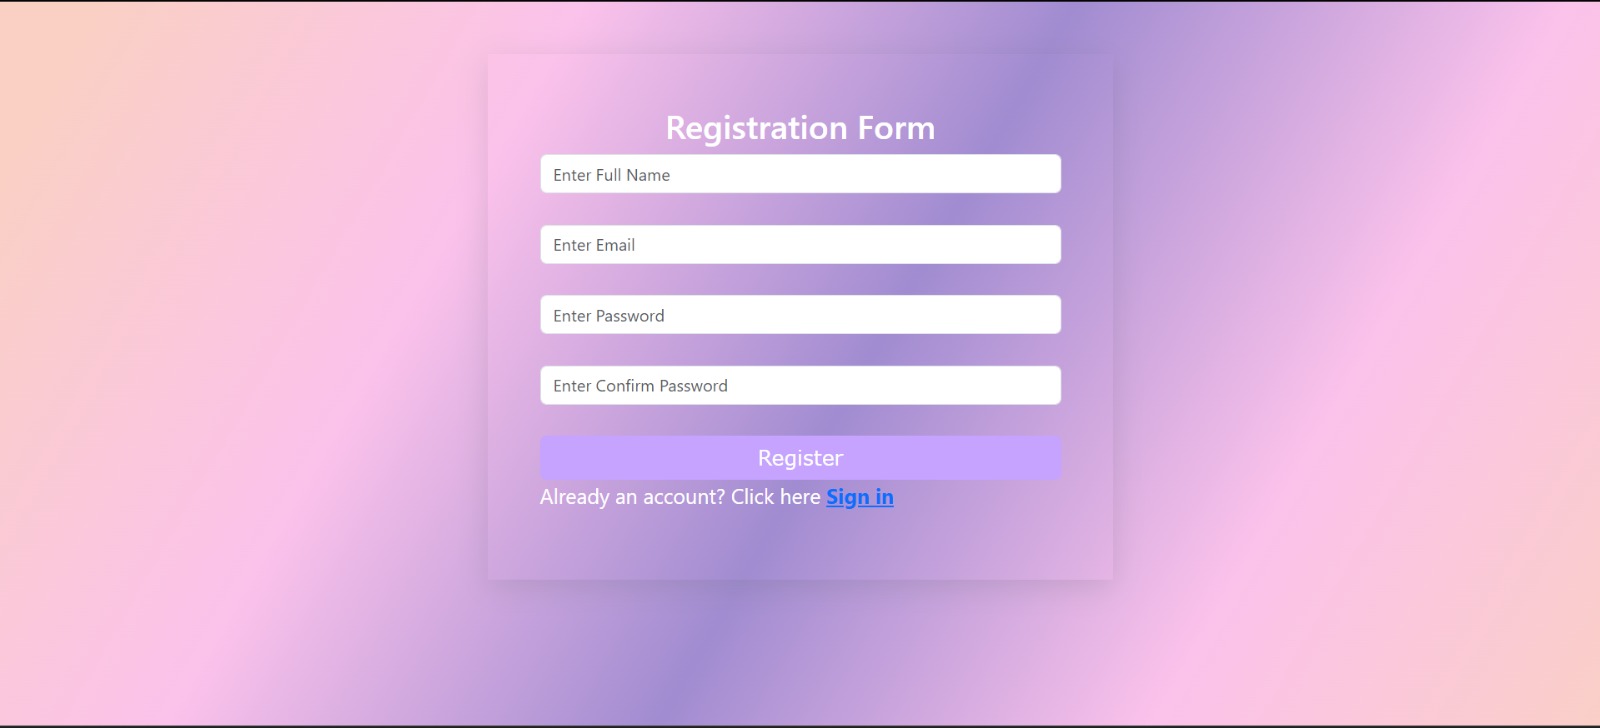 Registration Form
Enter Full Name
Enter Email
Enter Password
Enter Confirm Password
Register
Already an account? Click here Sign in